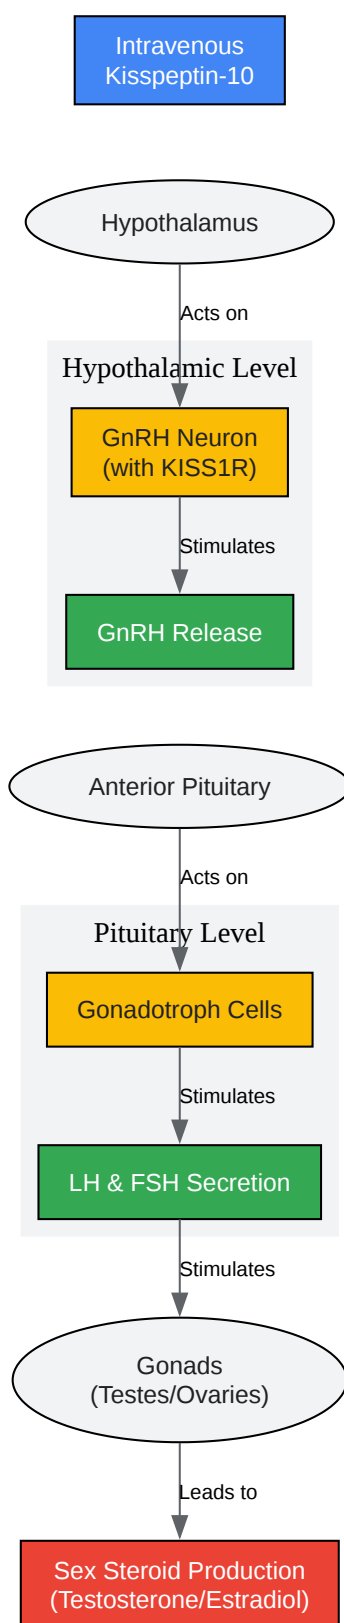 Intravenous
Kisspeptin-10
Hypothalamus
Acts on
Hypothalamic Level
GnRH Neuron
(with KISS1R)
Stimulates
GnRH Release
Anterior Pituitary
Acts on
Pituitary Level
Gonadotroph Cells
Stimulates
LH & FSH Secretion
Stimulates
Gonads
(Testes/Ovaries)
Leads to
Sex Steroid Production
(Testosterone/Estradiol)